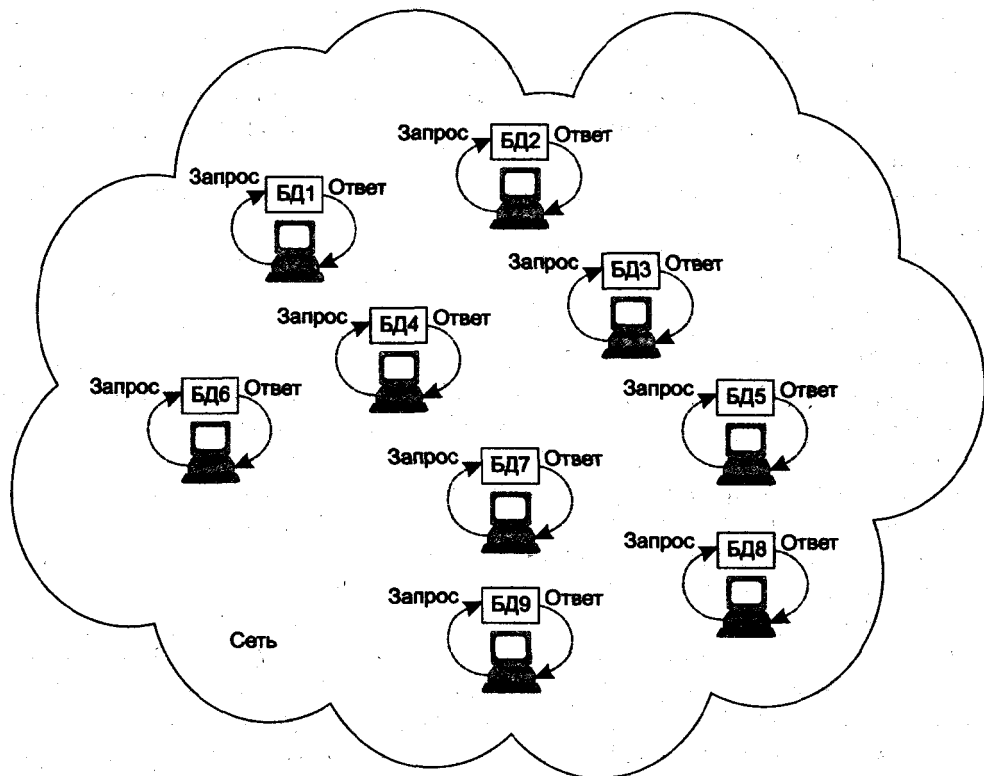 Запрос БД2 Ответ
Запрос БД1 Ответ
Запрос БД3 Ответ
Запрос БД4 Ответ
Запрос БД6 Ответ
Запрос БД5 Ответ
Запрос БД7 Ответ
Запрос БД8 Ответ
Запрос БД9 Ответ
Сеть